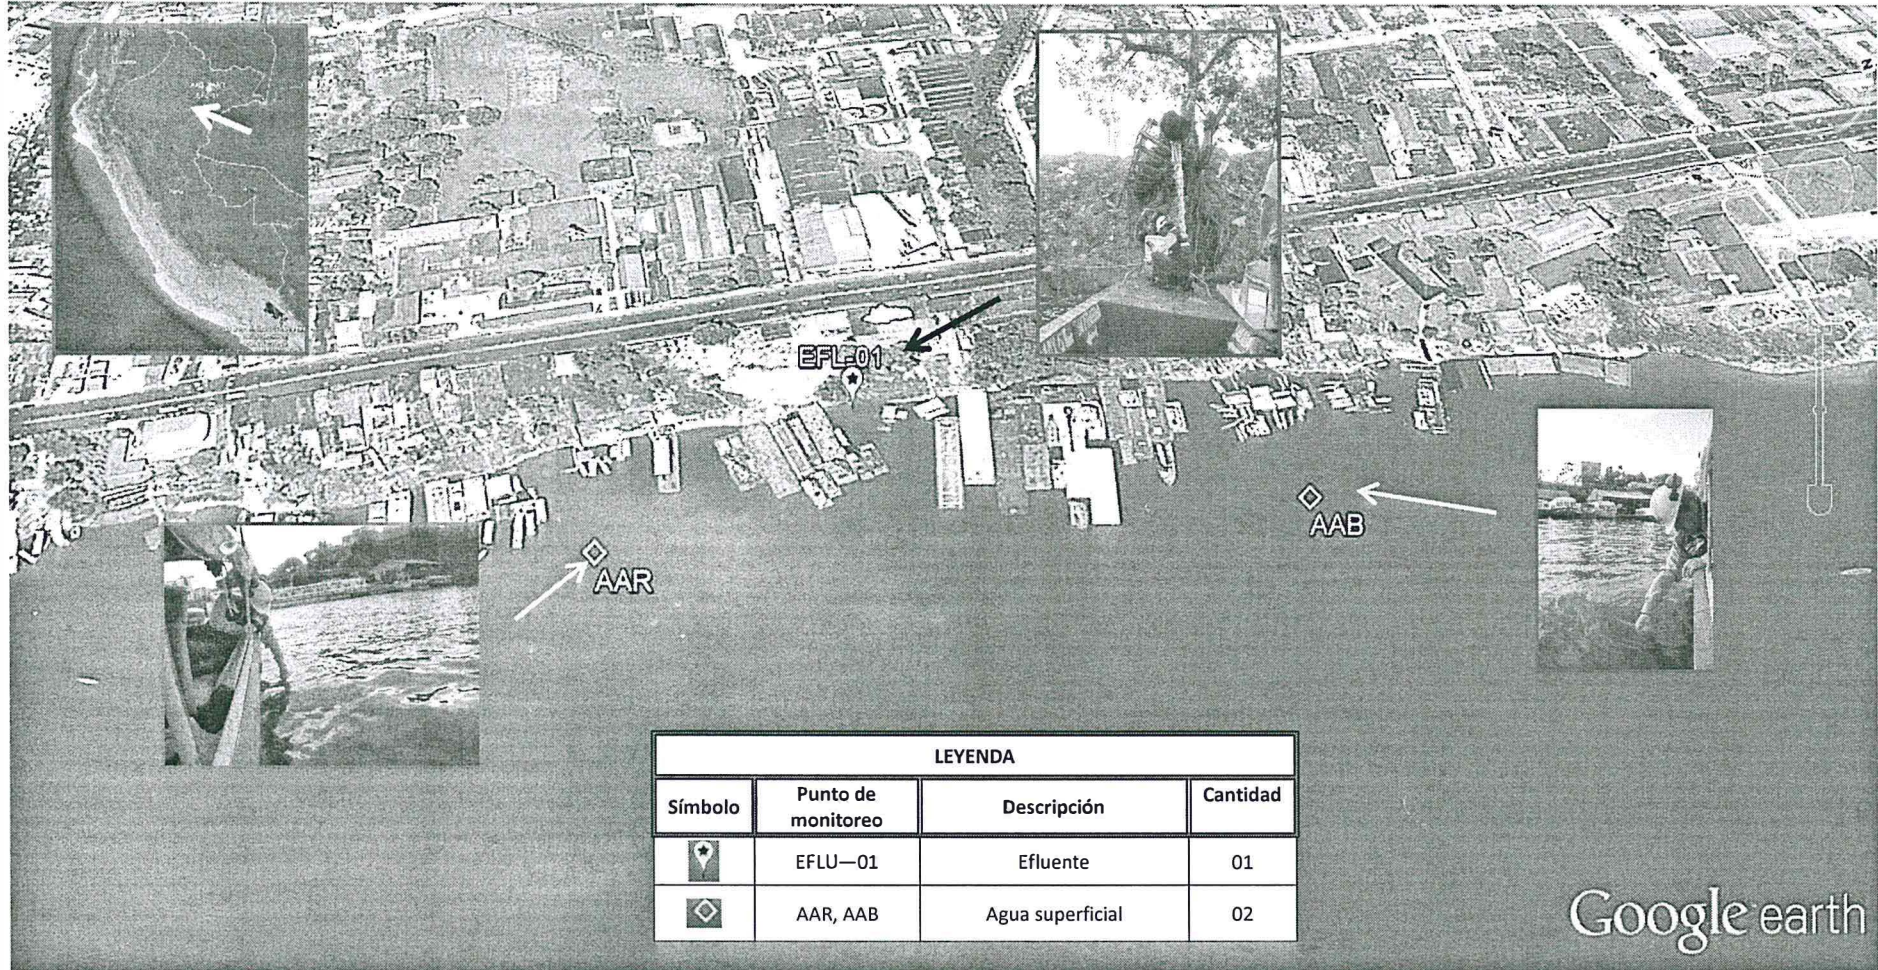 EFL-01
AAB
AAR
LEYENDA
Símbolo Punto de monitoreo Descripción Cantidad
EFLU—01 Efluente 01
AAR, AAB Agua superficial 02
Google earth